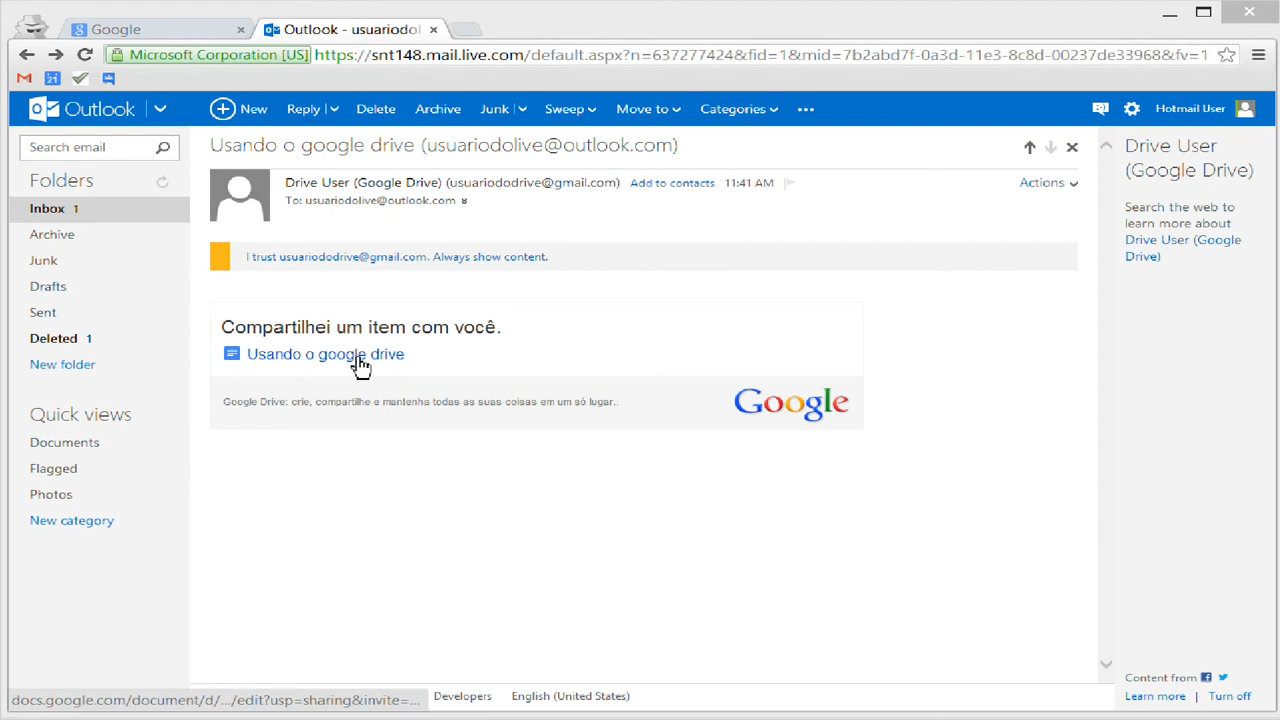 Google
Outlook - usuariodol
Microsoft Corporation [US]
https://snt148.mail.live.com/default.aspx?n=637277424&fid=1&mid=7b2abd7f-0a3d-11e3-8c8d-00237de33968&fv=1
Outlook
New
Reply
Delete
Archive
Junk
Sweep
Move to
Categories
Hotmail User
Search email
Folders
Inbox 1
Archive
Junk
Drafts
Sent
Deleted 1
New folder
Quick views
Documents
Flagged
Photos
New category
Usando o google drive (usuariodolive@outlook.com)
Drive User (Google Drive) (usuariododrive@gmail.com) Add to contacts 11:41 AM
Actions
To: usuariodolive@outlook.com
I trust usuariododrive@gmail.com. Always show content.
Compartilhei um item com você.
Usando o google drive
Google Drive: crie, compartilhe e mantenha todas as suas coisas em um só lugar..
Google
Drive User
(Google Drive)
Search the web to
learn more about
Drive User (Google
Drive)
Content from
Learn more | Turn off
docs.google.com/document/d/.../edit?usp=sharing&invite=...
Developers
English (United States)